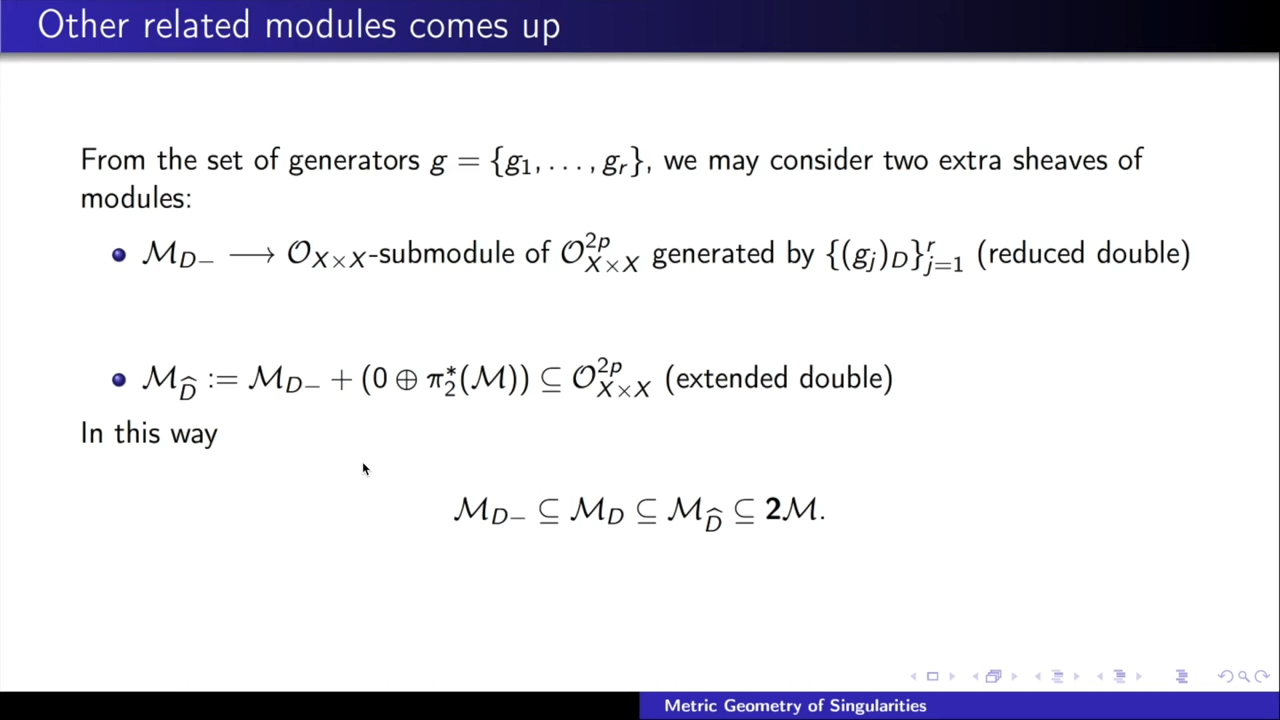 Other related modules comes up
From the set of generators g = {g₁, . . . , gᵣ}, we may consider two extra sheaves of
modules:
ℳ_{D−} ⟶ 𝒪_{X×X}-submodule of 𝒪^{2p}_{X×X} generated by {(g_j)_D}^r_{j=1} (reduced double)
ℳ_{D̂} := ℳ_{D−} + (0 ⊕ π₂*(ℳ)) ⊆ 𝒪^{2p}_{X×X} (extended double)
In this way
ℳ_{D−} ⊆ ℳ_D ⊆ ℳ_{D̂} ⊆ 2ℳ.
Metric Geometry of Singularities